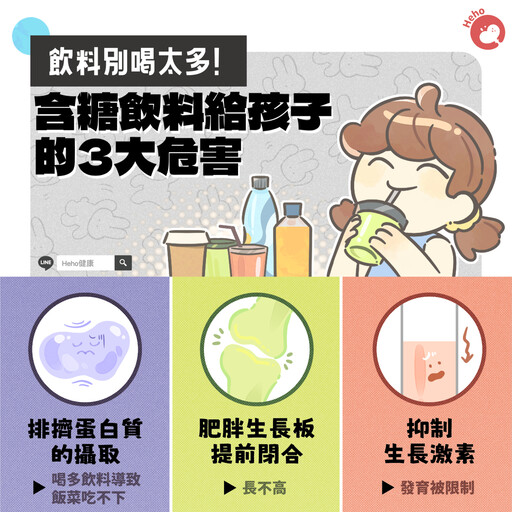 Heho
飲料別喝太多!
含糖飲料給孩子
的3大危害
LINE
Heho健康
排擠蛋白質
的攝取
喝多飲料導致
飯菜吃不下
肥胖生長板
提前閉合
長不高
抑制
生長激素
發育被限制